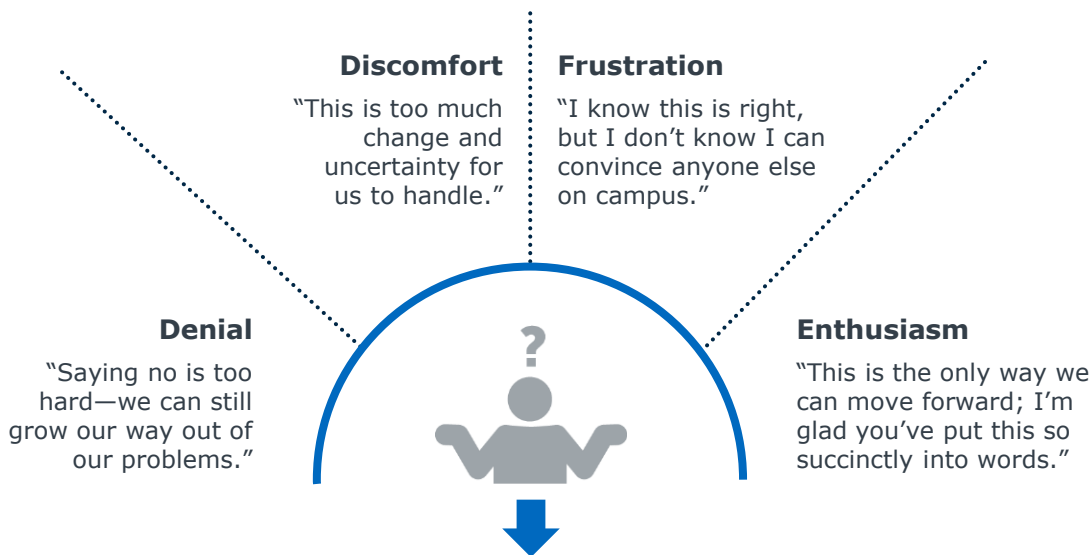 Discomfort
“This is too much
change and
uncertainty for
us to handle.”
Frustration
“I know this is right,
but I don’t know I can
convince anyone else
on campus.”
Denial
“Saying no is too
hard—we can still
grow our way out of
our problems.”
?
Enthusiasm
“This is the only way we
can move forward; I’m
glad you’ve put this so
succinctly into words.”